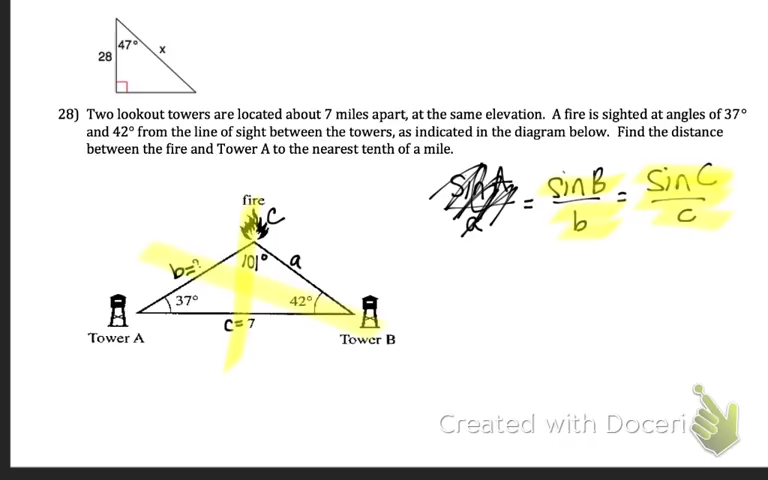 47°
28
x
28) Two lookout towers are located about 7 miles apart, at the same elevation. A fire is sighted at angles of 37°
and 42° from the line of sight between the towers, as indicated in the diagram below. Find the distance
between the fire and Tower A to the nearest tenth of a mile.
sin A / a = sin B / b = sin C / c
fire
C
b=?
101°
a
37°
42°
c=7
Tower A
Tower B
Created with Doceri